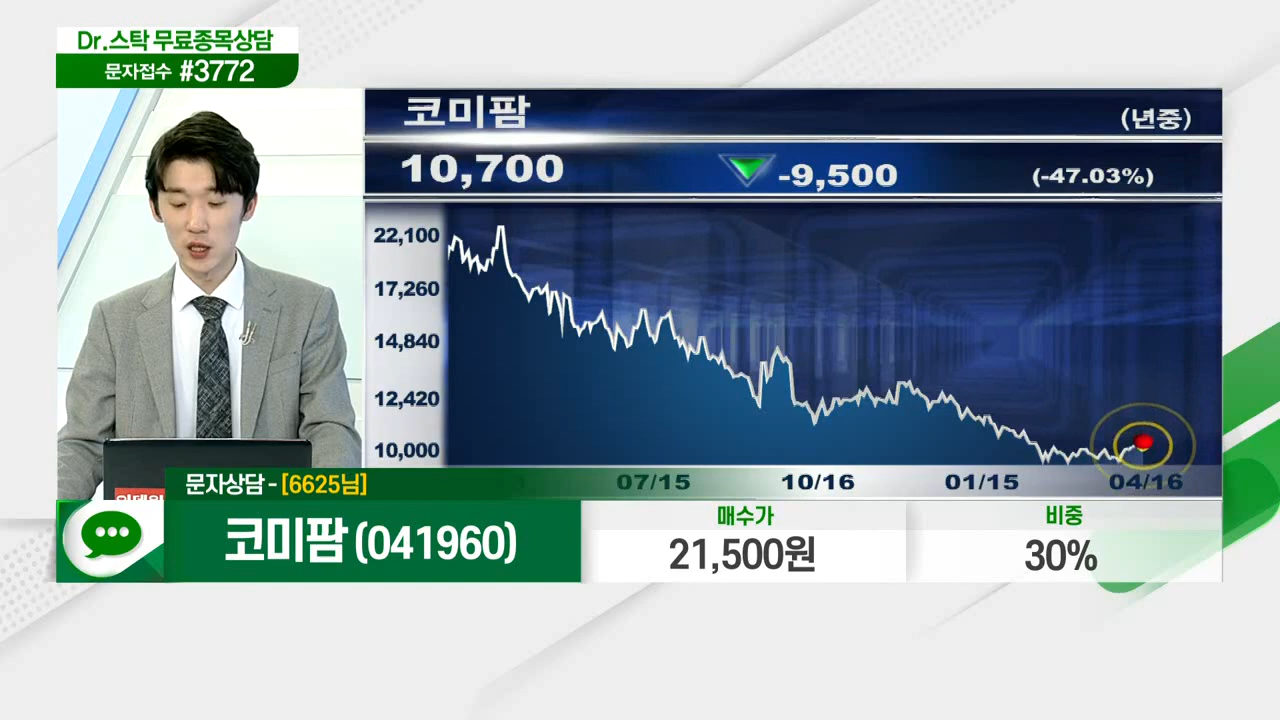 Dr.스탁 무료종목상담
문자접수 #3772
코미팜
(년중)
10,700
-9,500
(-47.03%)
22,100
17,260
14,840
12,420
10,000
07/15
10/16
01/15
04/16
문자상담 - [6625님]
코미팜 (041960)
매수가
21,500원
비중
30%